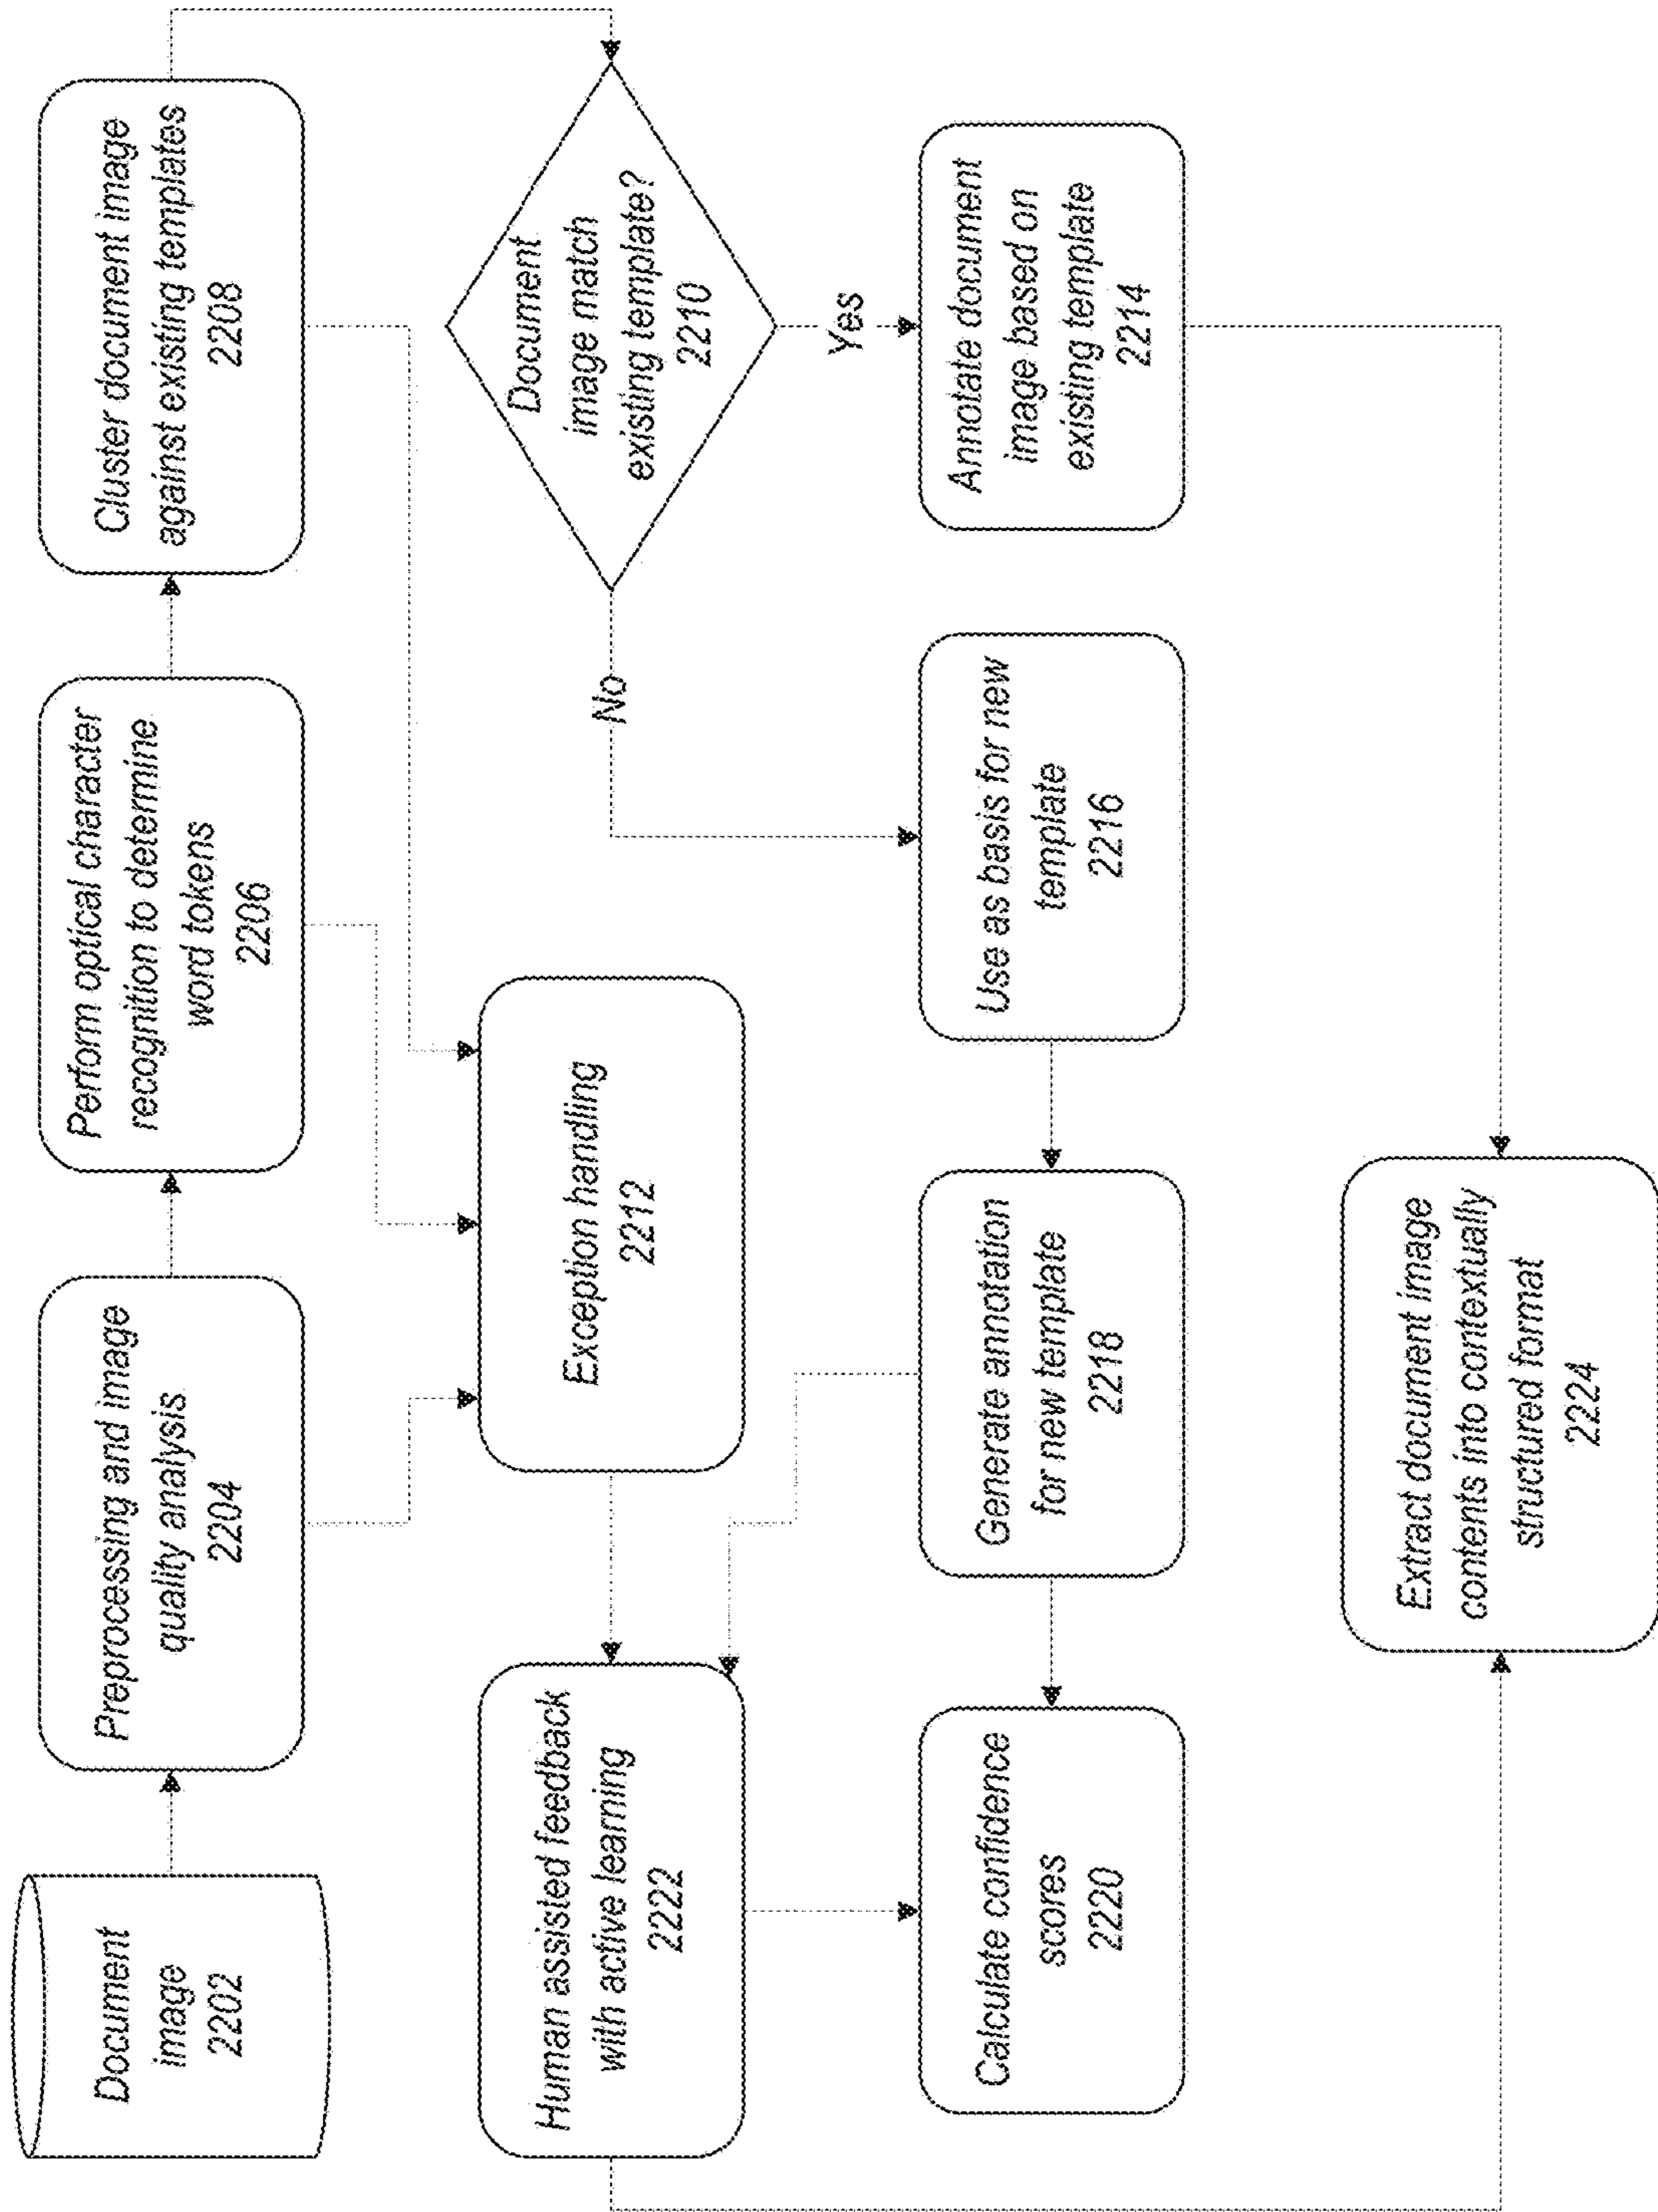 Document
image
2202
Preprocessing and image
quality analysis
2204
Perform optical character
recognition to determine
word tokens
2206
Cluster document image
against existing templates
2208
Human assisted feedback
with active learning
2222
Exception handling
2212
Document
image match
existing template?
2210
No
Yes
Calculate confidence
scores
2220
Generate annotation
for new template
2218
Use as basis for new
template
2216
Annotate document
image based on
existing template
2214
Extract document image
contents into contextually
structured format
2224